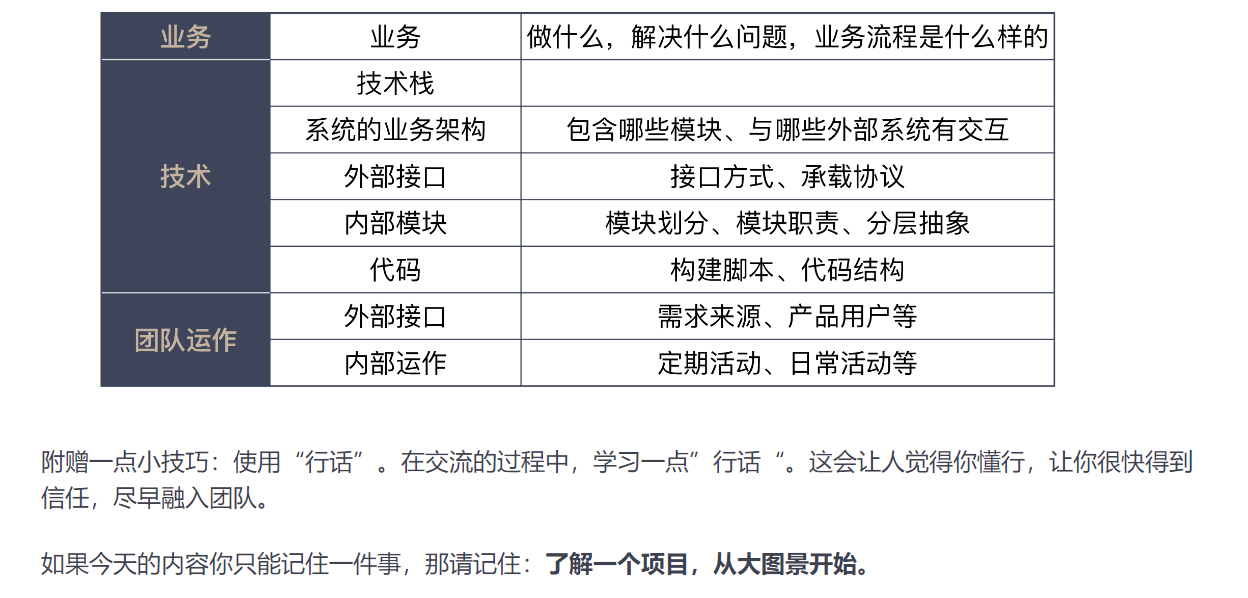 业务 业务 做什么，解决什么问题，业务流程是什么样的
技术栈
系统的业务架构 包含哪些模块、与哪些外部系统有交互
技术 外部接口 接口方式、承载协议
内部模块 模块划分、模块职责、分层抽象
代码 构建脚本、代码结构
外部接口 需求来源、产品用户等
团队运作
内部运作 定期活动、日常活动等
附赠一点小技巧：使用“行话”。在交流的过程中，学习一点”行话“。这会让人觉得你懂行，让你很快得到
信任，尽早融入团队。
如果今天的内容你只能记住一件事，那请记住：了解一个项目，从大图景开始。